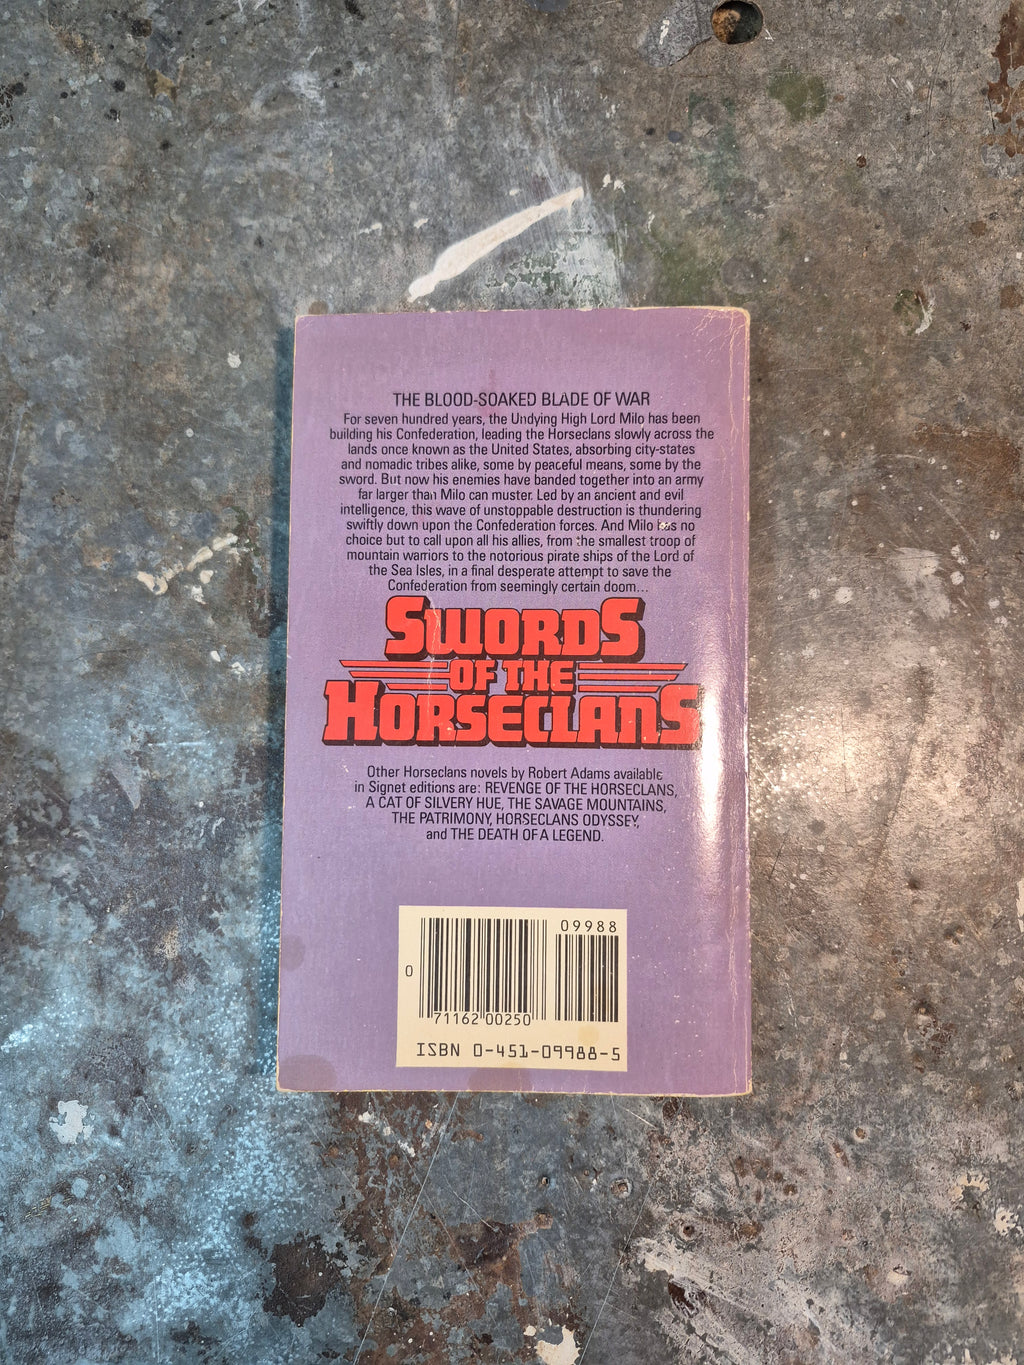 THE BLOOD-SOAKED BLADE OF WAR
For seven hundred years, the Undying High Lord Milo has been
building his Confederation, leading the Horseclans slowly across the
lands once known as the United States, absorbing city-states
and nomadic tribes alike, some by peaceful means, some by the
sword. But now his enemies have banded together into an army
far larger than Milo can muster. Led by an ancient and evil
intelligence, this wave of unstoppable destruction is thundering
swiftly down upon the Confederation forces. And Milo has no
choice but to call upon all his allies, from the smallest troop of
mountain warriors to the notorious pirate ships of the Lord of
the Sea Isles, in a final desperate attempt to save the
Confederation from seemingly certain doom...
SWORDS
OF THE
HORSECLANS
Other Horseclans novels by Robert Adams available
in Signet editions are: REVENGE OF THE HORSECLANS,
A CAT OF SILVERY HUE, THE SAVAGE MOUNTAINS,
THE PATRIMONY, HORSECLANS ODYSSEY,
and THE DEATH OF A LEGEND.
09988
0
71162 00250
ISBN 0-451-09988-5